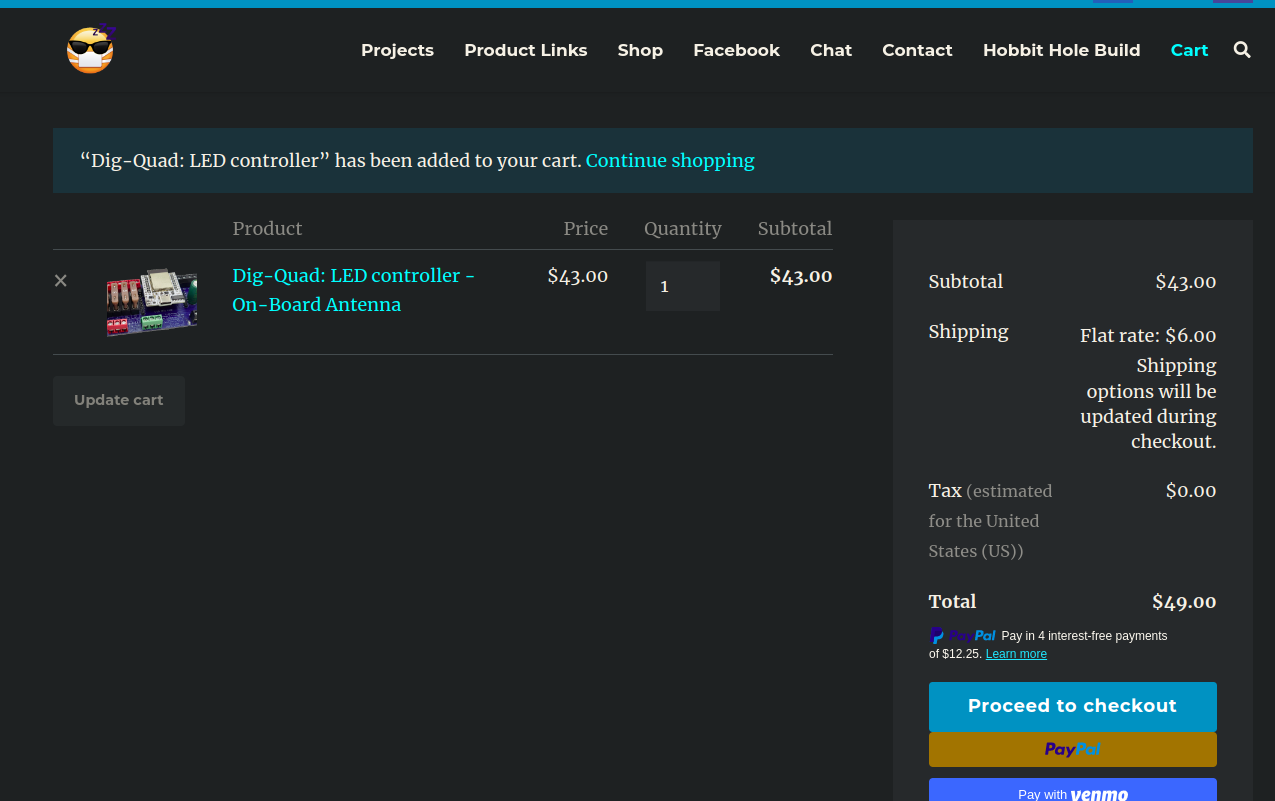 Projects Product Links Shop Facebook Chat Contact Hobbit Hole Build Cart
“Dig-Quad: LED controller” has been added to your cart. Continue shopping
Product Price Quantity Subtotal
× Dig-Quad: LED controller - $43.00 1 $43.00
On-Board Antenna
Update cart
Subtotal $43.00
Shipping Flat rate: $6.00
Shipping
options will be
updated during
checkout.
Tax (estimated $0.00
for the United
States (US))
Total $49.00
PayPal Pay in 4 interest-free payments
of $12.25. Learn more
Proceed to checkout
PayPal
Pay with venmo